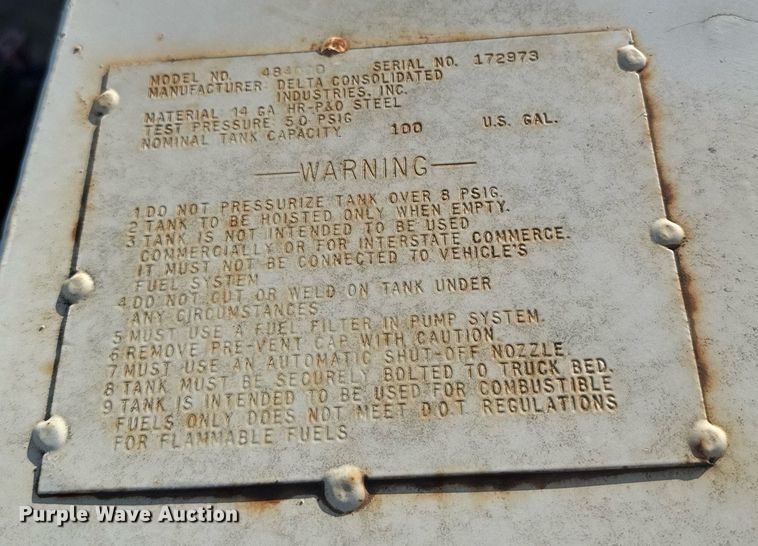 MODEL NO. SERIAL NO. 172973
MANUFACTURER: DELTA CONSOLIDATED
INDUSTRIES, INC.
MATERIAL 14 GA HR-P&O STEEL
TEST PRESSURE 5.0 PSIG
NOMINAL TANK CAPACITY 100 U.S. GAL.
WARNING
1 DO NOT PRESSURIZE TANK OVER 8 PSIG.
2 TANK TO BE HOISTED ONLY WHEN EMPTY.
3 TANK IS NOT INTENDED TO BE USED
COMMERCIALLY OR FOR INTERSTATE COMMERCE.
IT MUST NOT BE CONNECTED TO VEHICLE'S
FUEL SYSTEM
4 DO NOT CUT OR WELD ON TANK UNDER
ANY CIRCUMSTANCES
5 MUST USE A FUEL FILTER IN PUMP SYSTEM.
6 REMOVE PRE-VENT CAP WITH CAUTION.
7 MUST USE AN AUTOMATIC SHUT-OFF NOZZLE
8 TANK MUST BE SECURELY BOLTED TO TRUCK BED.
9 TANK IS INTENDED TO BE USED FOR COMBUSTIBLE
FUELS ONLY DOES NOT MEET D.O.T. REGULATIONS
FOR FLAMMABLE FUELS
Purple Wave Auction